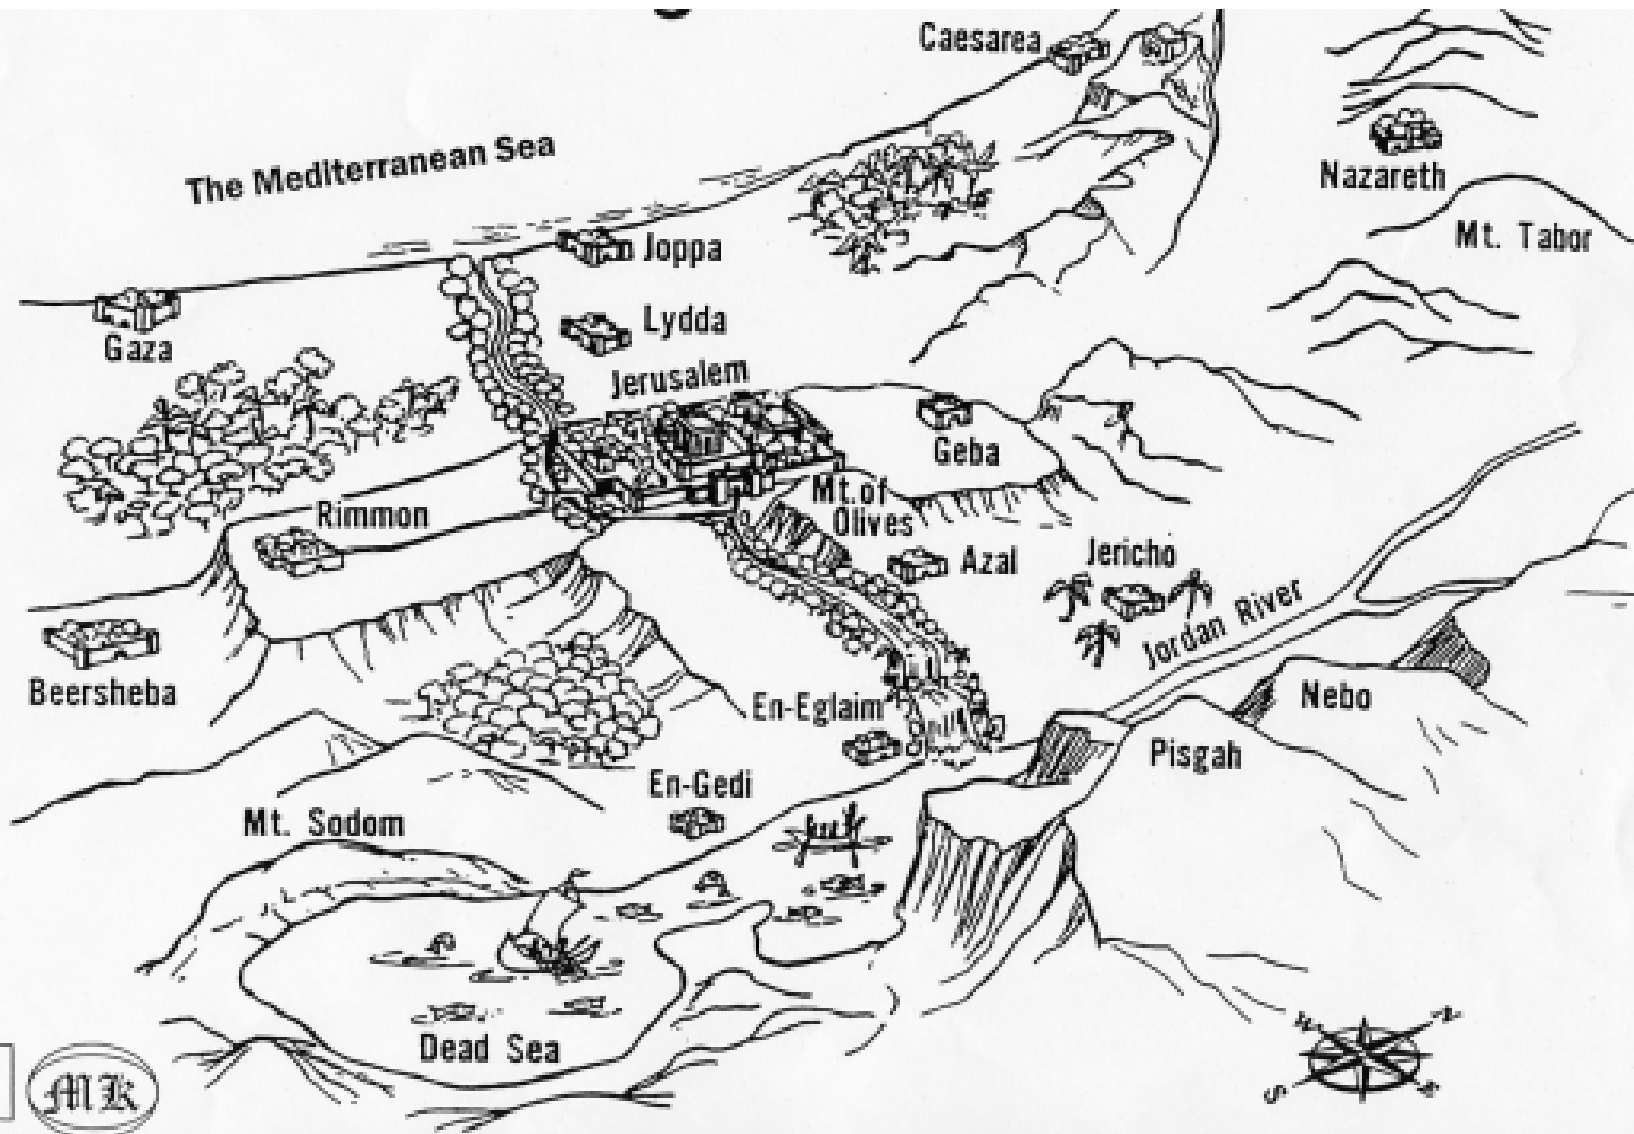 Caesarea
The Mediterranean Sea
Nazareth
Mt. Tabor
Joppa
Lydda
Gaza
Jerusalem
Geba
Mt. of
Olives
Rimmon
Azal
Jericho
Jordan River
Beersheba
En-Eglaim
Nebo
Pisgah
En-Gedi
Mt. Sodom
Dead Sea
W
N
S
E
MK